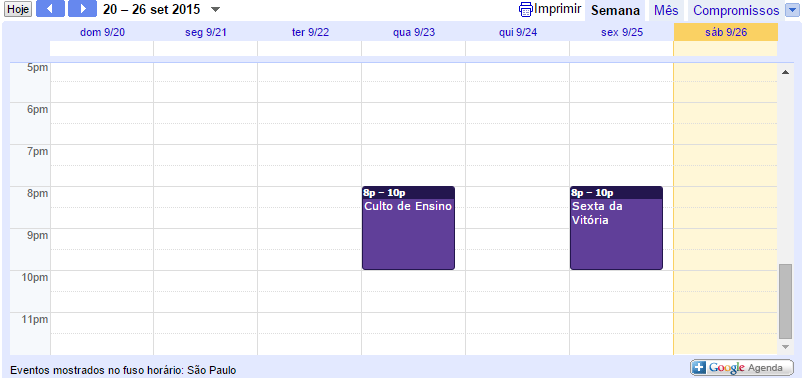 Hoje 20 – 26 set 2015 Imprimir Semana Mês Compromissos
dom 9/20 seg 9/21 ter 9/22 qua 9/23 qui 9/24 sex 9/25 sáb 9/26
5pm
6pm
7pm
8pm
8p – 10p
Culto de Ensino
8p – 10p
Sexta da
Vitória
9pm
10pm
11pm
Eventos mostrados no fuso horário: São Paulo
Google Agenda